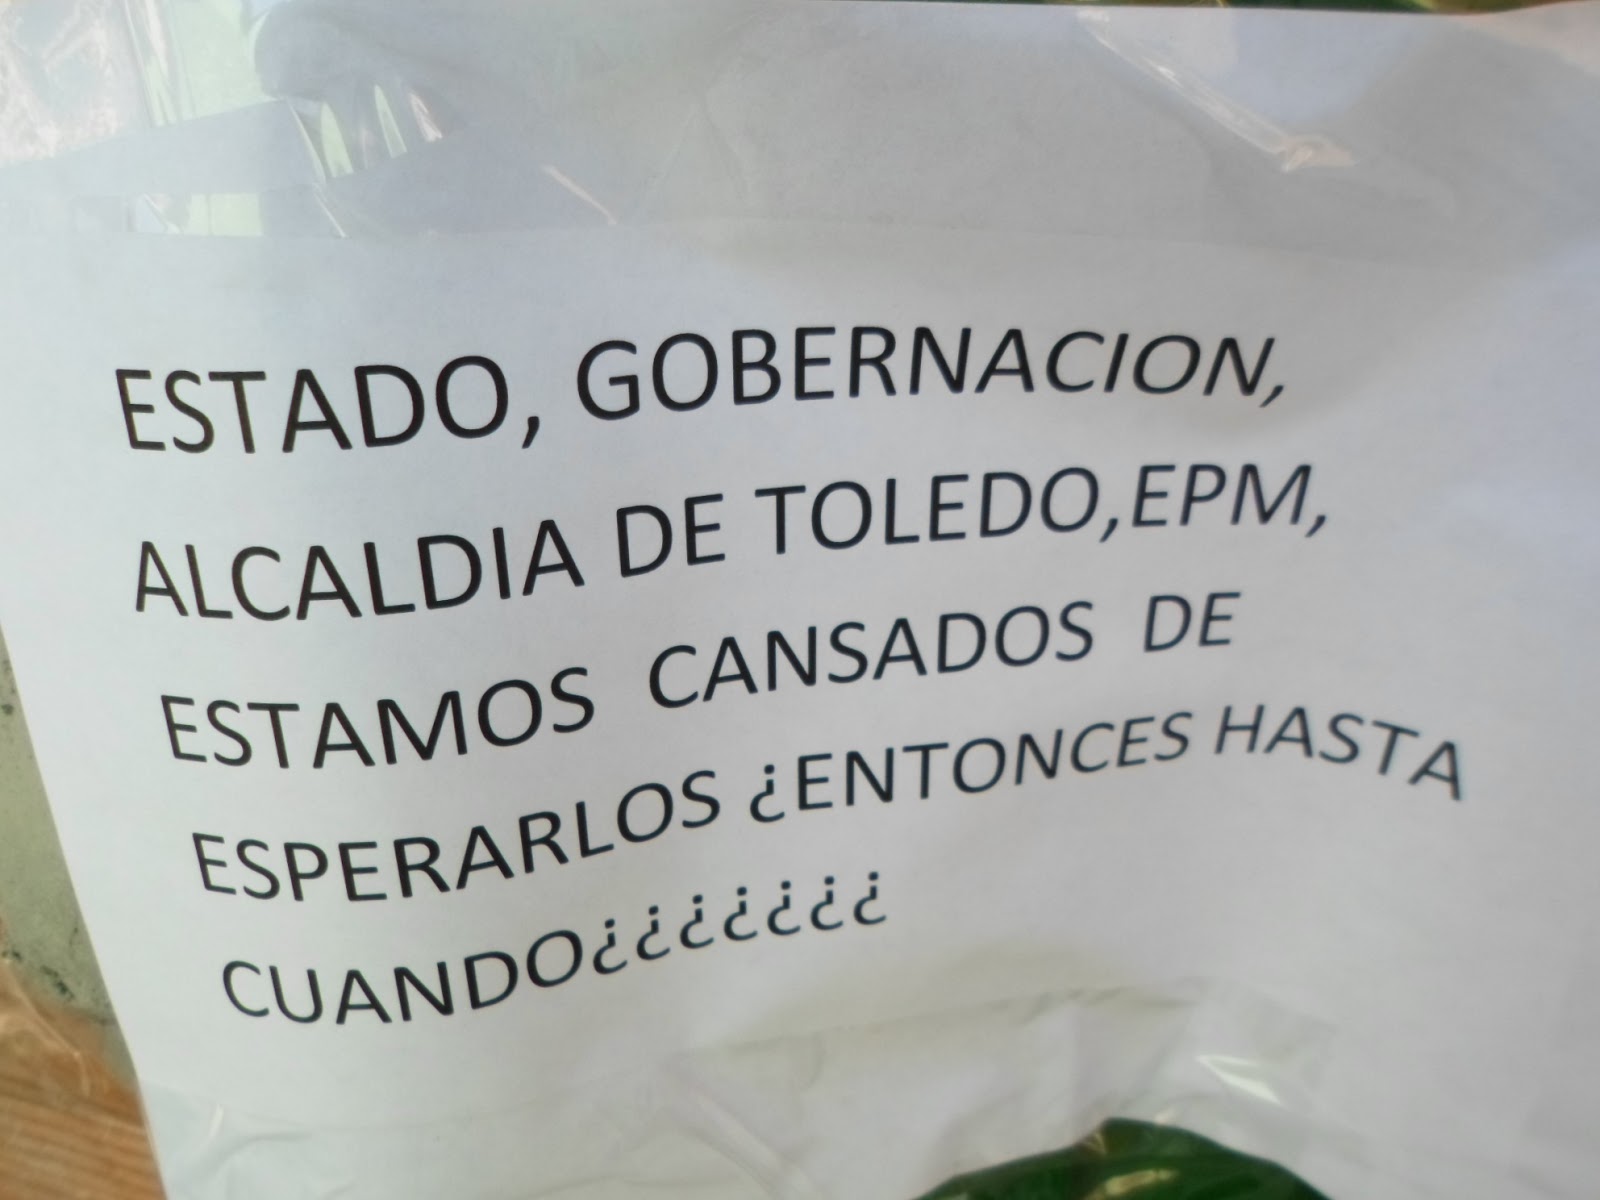 ESTADO, GOBERNACION,
ALCALDIA DE TOLEDO,EPM,
ESTAMOS CANSADOS DE
ESPERARLOS ¿ENTONCES HASTA
CUANDO¿¿¿¿¿¿¿